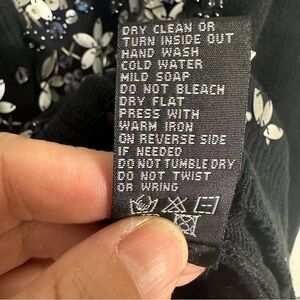 DRY CLEAN OR
TURN INSIDE OUT
HAND WASH
COLD WATER
MILD SOAP
DO NOT BLEACH
DRY FLAT
PRESS WITH
WARM IRON
ON REVERSE SIDE
IF NEEDED
DO NOT TUMBLE DRY
DO NOT TWIST
OR WRING